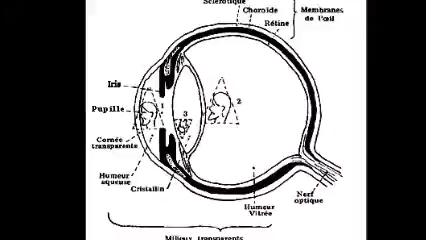 Sclérotique
Choroïde
Rétine
Membranes
de l'œil
Iris
Pupille
Cornée
transparente
Humeur
aqueuse
Cristallin
2
3
Humeur
Vitrée
Nerf
optique
Milieux transparents